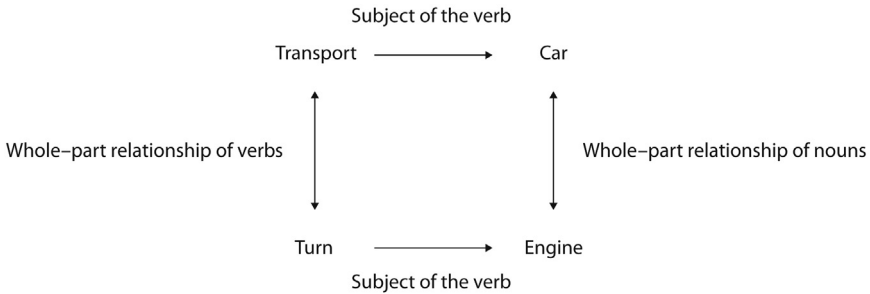 Subject of the verb
Transport Car
Whole–part relationship of verbs Whole–part relationship of nouns
Turn Engine
Subject of the verb